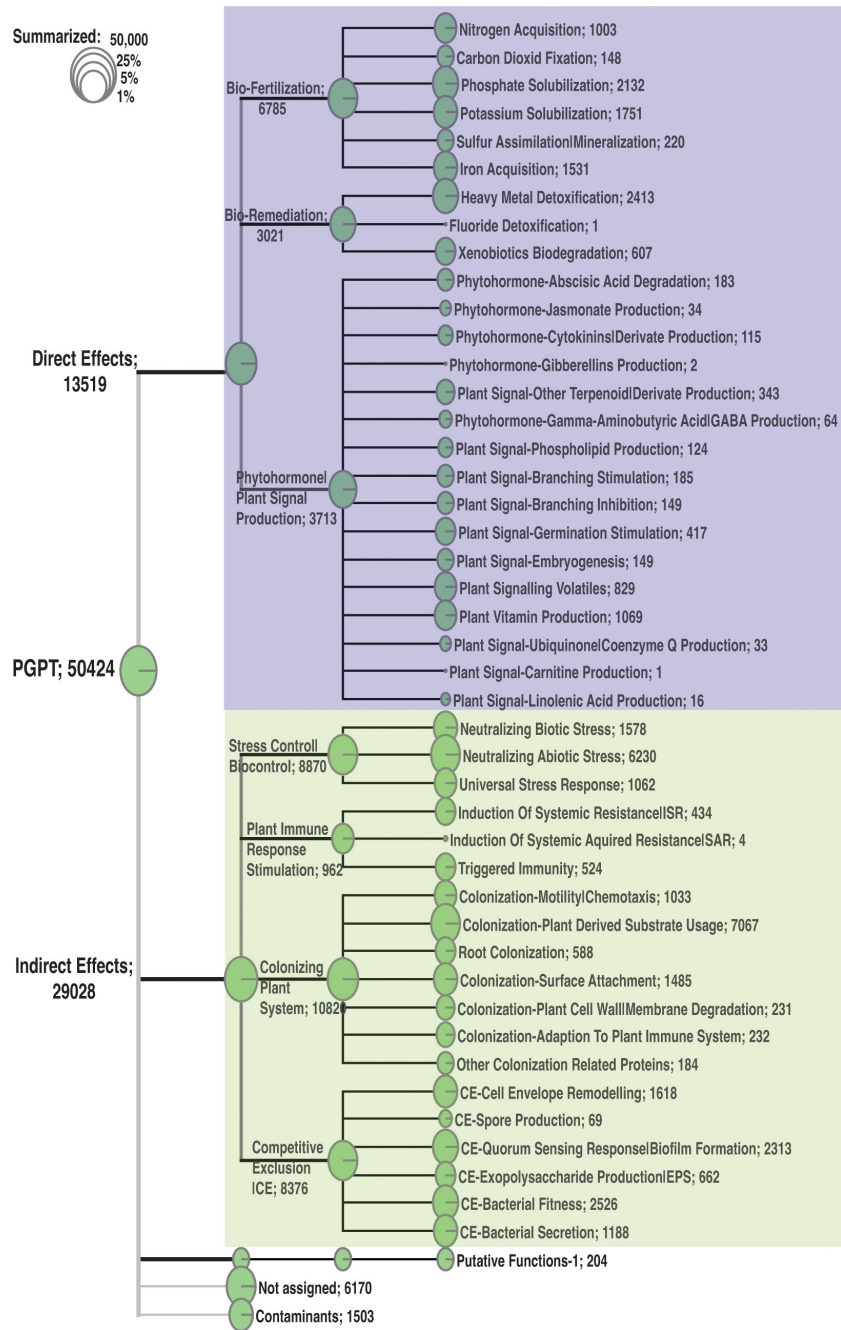 Summarized: 50,000
25%
5%
1%
Nitrogen Acquisition; 1003
Carbon Dioxid Fixation; 148
Bio-Fertilization;
6785
Phosphate Solubilization; 2132
Potassium Solubilization; 1751
Sulfur Assimilation|Mineralization; 220
Iron Acquisition; 1531
Heavy Metal Detoxification; 2413
Bio-Remediation;
3021
Fluoride Detoxification; 1
Xenobiotics Biodegradation; 607
Phytohormone-Abscisic Acid Degradation; 183
Phytohormone-Jasmonate Production; 34
Phytohormone-Cytokinins|Derivate Production; 115
Direct Effects;
13519
Phytohormone-Gibberellins Production; 2
Plant Signal-Other Terpenoid|Derivate Production; 343
Phytohormone-Gamma-Aminobutyric Acid|GABA Production; 64
Plant Signal-Phospholipid Production; 124
Phytohormone|
Plant Signal
Production; 3713
Plant Signal-Branching Stimulation; 185
Plant Signal-Branching Inhibition; 149
Plant Signal-Germination Stimulation; 417
Plant Signal-Embryogenesis; 149
Plant Signalling Volatiles; 829
Plant Vitamin Production; 1069
Plant Signal-Ubiquinone|Coenzyme Q Production; 33
PGPT; 50424
Plant Signal-Carnitine Production; 1
Plant Signal-Linolenic Acid Production; 16
Neutralizing Biotic Stress; 1578
Stress Control|
Biocontrol; 8870
Neutralizing Abiotic Stress; 6230
Universal Stress Response; 1062
Induction Of Systemic Resistance|ISR; 434
Plant Immune
Response
Stimulation; 962
Induction Of Systemic Aquired Resistance|SAR; 4
Triggered Immunity; 524
Colonization-Motility|Chemotaxis; 1033
Colonization-Plant Derived Substrate Usage; 7067
Root Colonization; 588
Indirect Effects;
29028
Colonizing
Plant
System; 10820
Colonization-Surface Attachment; 1485
Colonization-Plant Cell Wall|Membrane Degradation; 231
Colonization-Adaption To Plant Immune System; 232
Other Colonization Related Proteins; 184
CE-Cell Envelope Remodelling; 1618
CE-Spore Production; 69
Competitive
Exclusion
|CE; 8376
CE-Quorum Sensing Response|Biofilm Formation; 2313
CE-Exopolysaccharide Production|EPS; 662
CE-Bacterial Fitness; 2526
CE-Bacterial Secretion; 1188
Putative Functions-1; 204
Not assigned; 6170
Contaminants; 1503